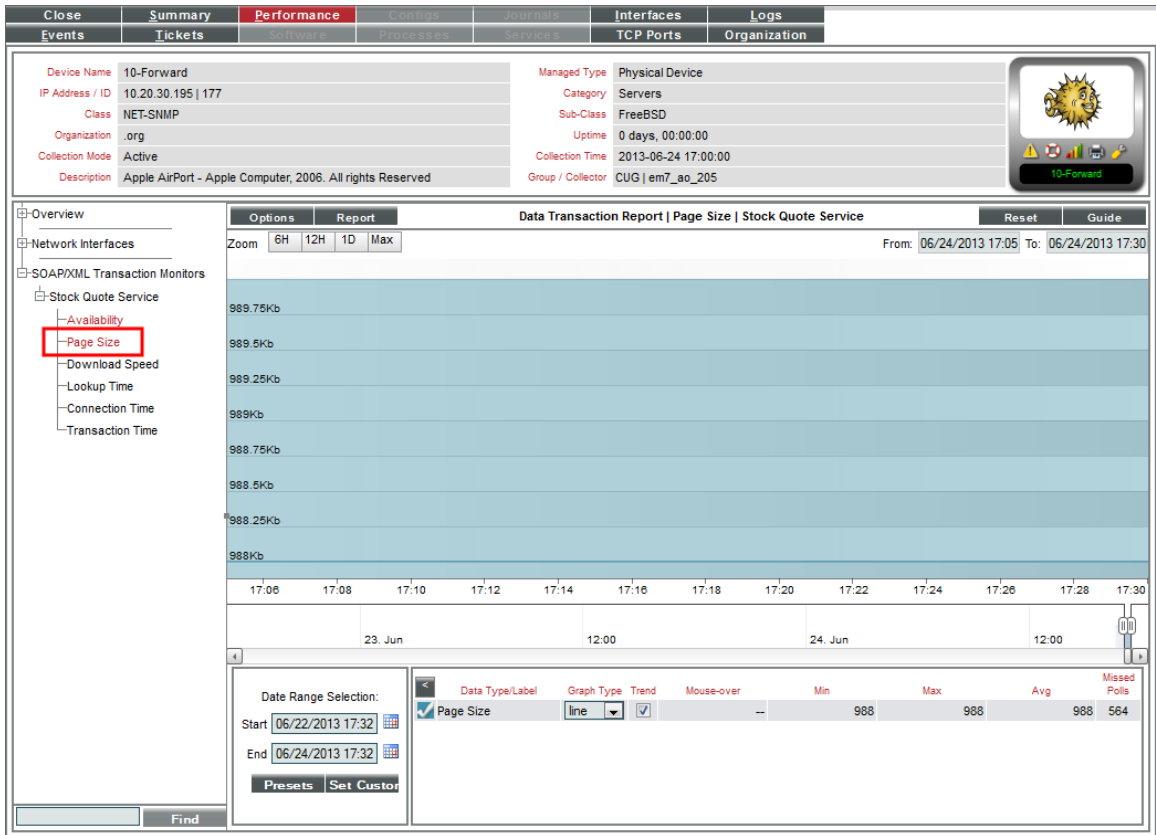 Close Summary Performance Configs Journals Interfaces Logs
Events Tickets Software Processes Services TCP Ports Organization
Device Name 10-Forward Managed Type Physical Device
IP Address / ID 10.20.30.195 | 177 Category Servers
Class NET-SNMP Sub-Class FreeBSD
Organization .org Uptime 0 days, 00:00:00
Collection Mode Active Collection Time 2013-06-24 17:00:00
Description Apple AirPort - Apple Computer, 2006. All rights Reserved Group / Collector CUG | em7_ao_205
10-Forward
Overview
Network Interfaces
SOAP/XML Transaction Monitors
Stock Quote Service
Availability
Page Size
Download Speed
Lookup Time
Connection Time
Transaction Time
Find
Options Report Data Transaction Report | Page Size | Stock Quote Service Reset Guide
Zoom 6H 12H 1D Max From: 06/24/2013 17:05 To: 06/24/2013 17:30
989.75Kb
989.5Kb
989.25Kb
989Kb
988.75Kb
988.5Kb
988.25Kb
988Kb
17:06 17:08 17:10 17:12 17:14 17:16 17:18 17:20 17:22 17:24 17:26 17:28 17:30
23. Jun 12:00 24. Jun 12:00
Date Range Selection:
Start 06/22/2013 17:32
End 06/24/2013 17:32
Presets Set Custor
< Data Type/Label Graph Type Trend Mouse-over Min Max Avg Missed Polls
Page Size line -- 988 988 988 564